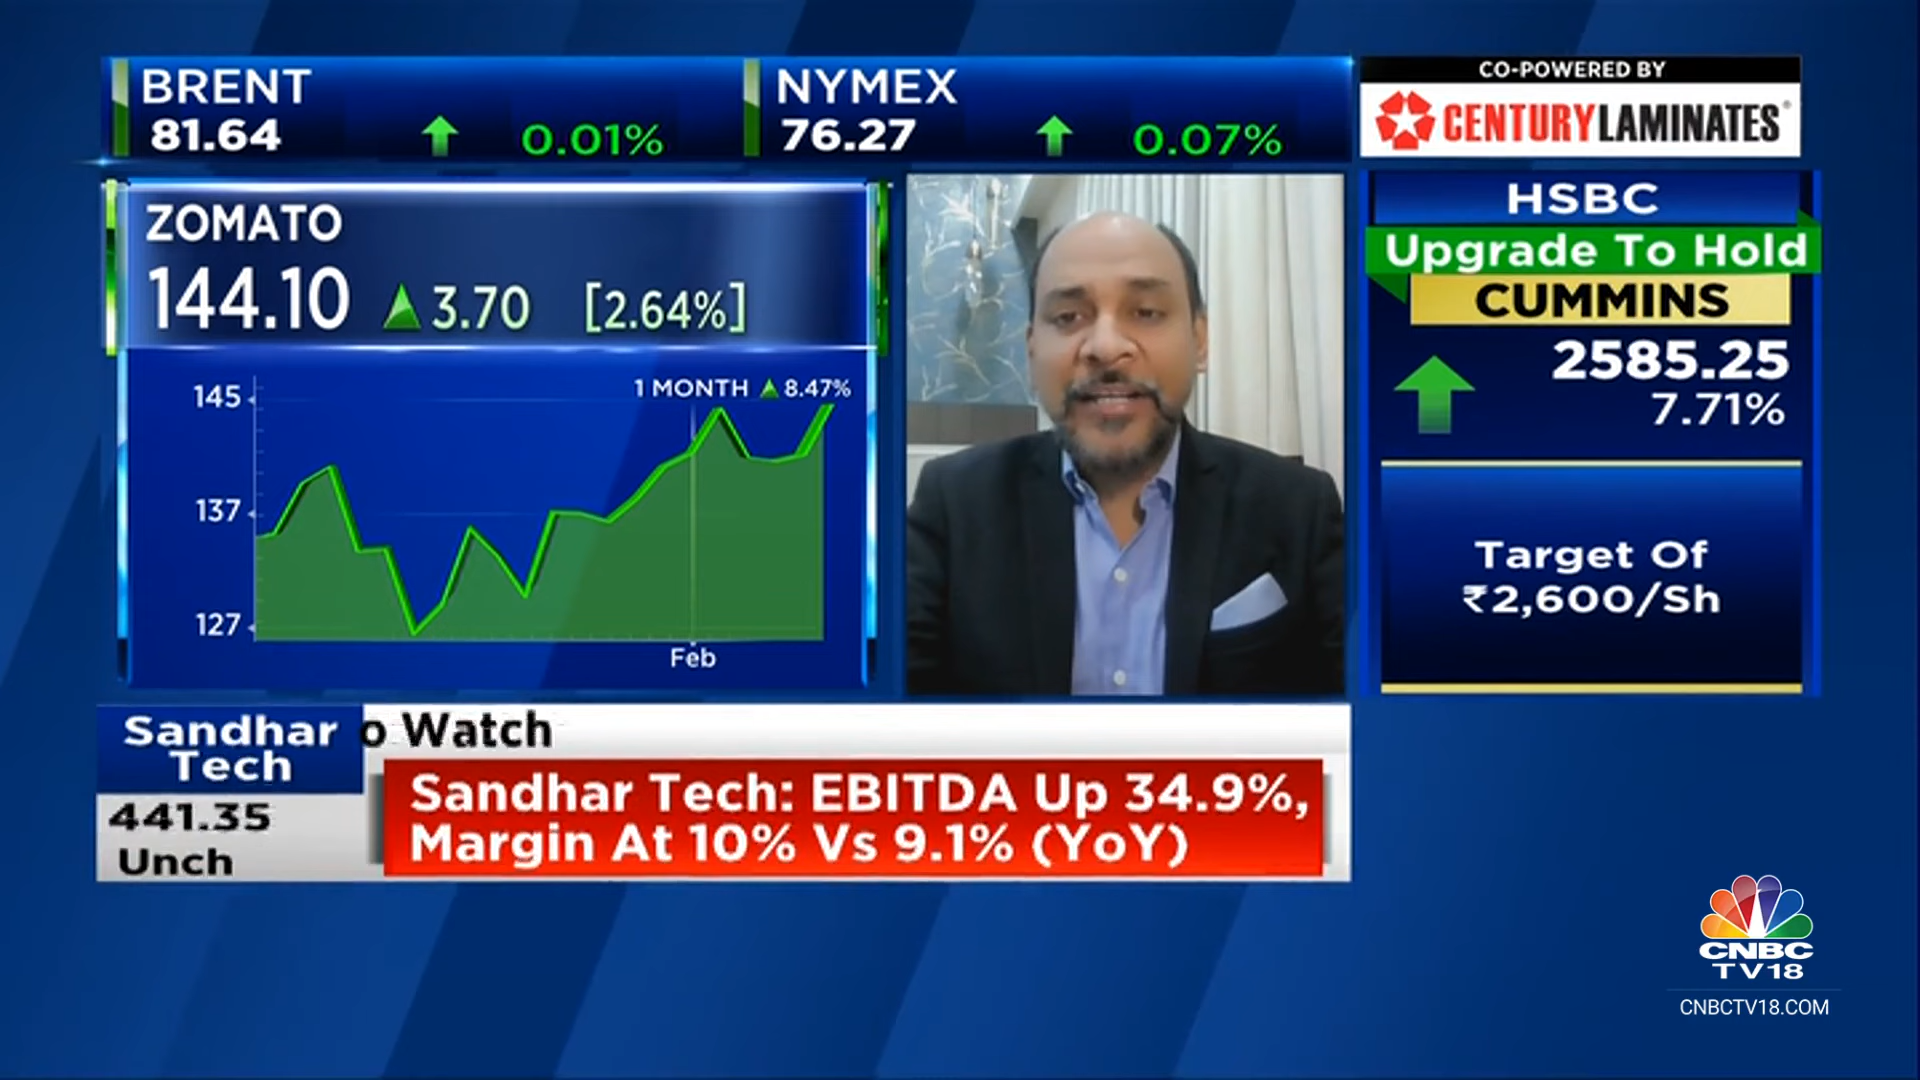 BRENT
81.64
0.01%
NYMEX
76.27
0.07%
CO-POWERED BY
CENTURYLAMINATES®
ZOMATO
144.10 ▲3.70 [2.64%]
1 MONTH ▲ 8.47%
145
137
127
Feb
HSBC
Upgrade To Hold
CUMMINS
2585.25
7.71%
Target Of
₹2,600/Sh
Sandhar
Tech
441.35
Unch
o Watch
Sandhar Tech: EBITDA Up 34.9%,
Margin At 10% Vs 9.1% (YoY)
CNBC
TV18
CNBCTV18.COM